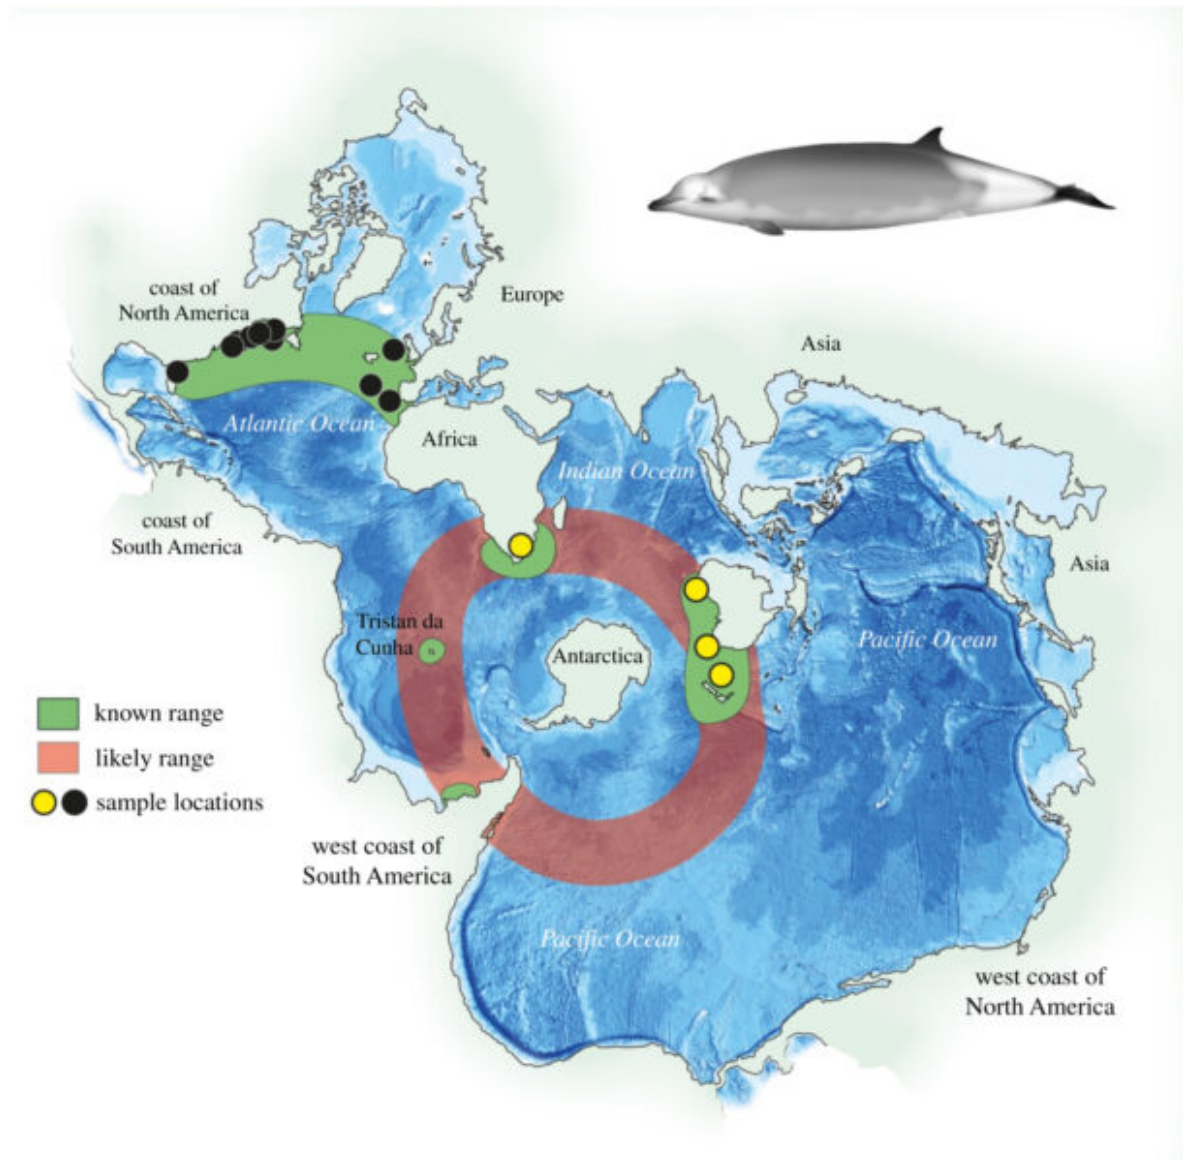 Europe
coast of
North America
Asia
Atlantic Ocean
Africa
Indian Ocean
coast of
South America
Asia
Tristan da
Cunha
Antarctica
Pacific Ocean
known range
likely range
sample locations
west coast of
South America
Pacific Ocean
west coast of
North America